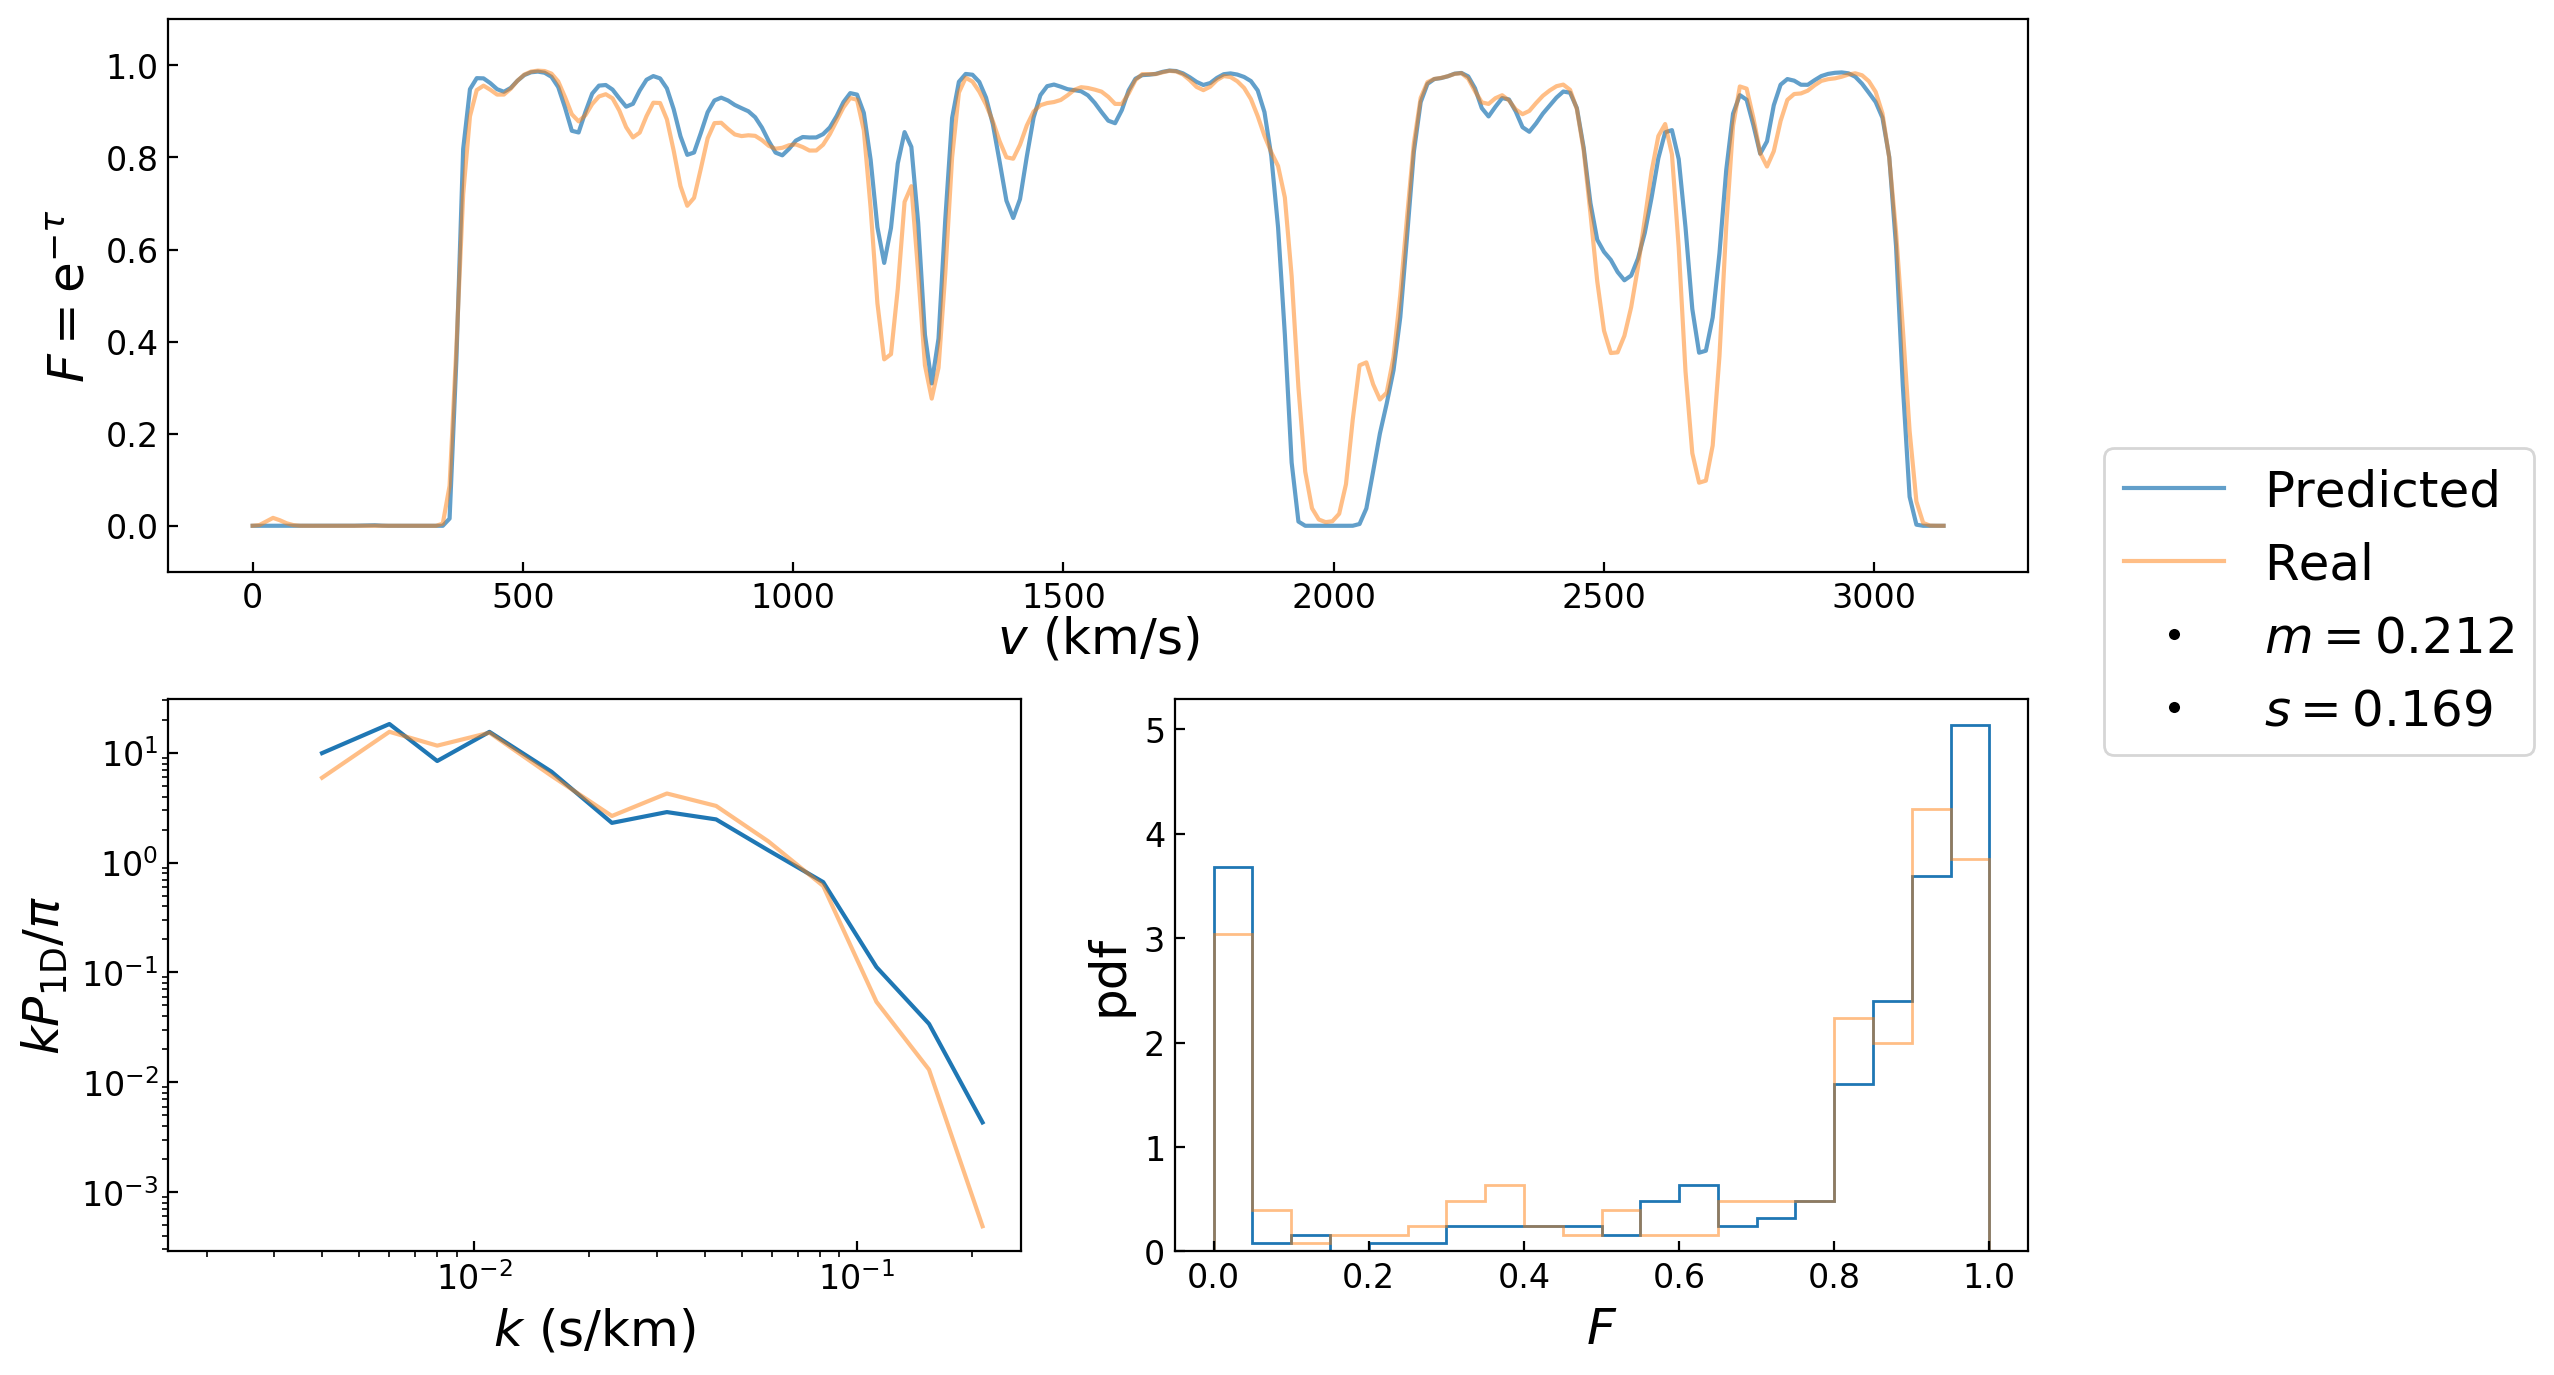 F = e^{−τ}
1.0
0.8
0.6
0.4
0.2
0.0
0 500 1000 1500 2000 2500 3000
v (km/s)
Predicted
Real
m = 0.212
s = 0.169
kP_{1D}/π
10^1
10^0
10^{−1}
10^{−2}
10^{−3}
10^{−2} 10^{−1}
k (s/km)
pdf
5
4
3
2
1
0
0.0 0.2 0.4 0.6 0.8 1.0
F